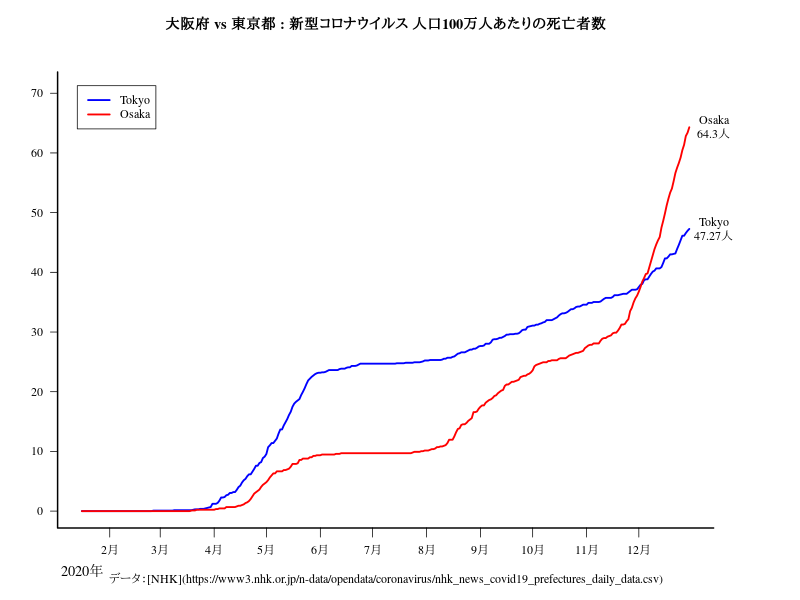 大阪府 vs 東京都 : 新型コロナウイルス 人口100万人あたりの死亡者数
Tokyo
Osaka
70
60
50
40
30
20
10
0
Osaka
64.3人
Tokyo
47.27人
2月 3月 4月 5月 6月 7月 8月 9月 10月 11月 12月
2020年
データ:[NHK](https://www3.nhk.or.jp/n-data/opendata/coronavirus/nhk_news_covid19_prefectures_daily_data.csv)